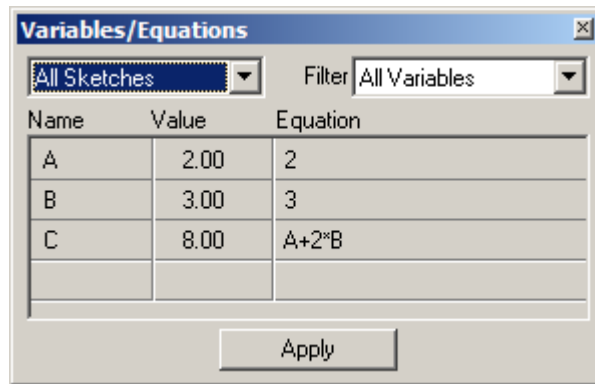 Variables/Equations
All Sketches Filter All Variables
Name Value Equation
A 2.00 2
B 3.00 3
C 8.00 A+2*B
Apply